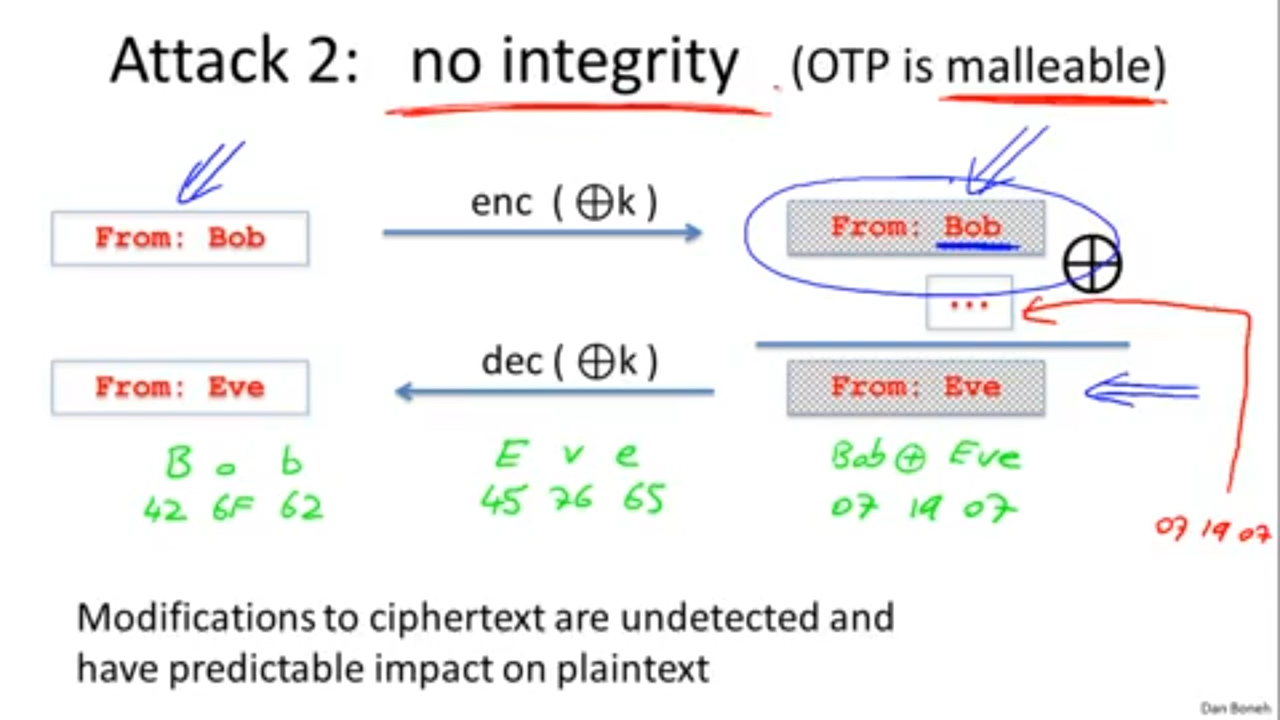 Attack 2: no integrity (OTP is malleable)
enc ( ⊕k )
From: Bob
From: Bob
⊕
...
dec ( ⊕k )
From: Eve
From: Eve
B o b
E v e
Bob ⊕ Eve
42 6F 62
45 76 65
07 19 07
07 19 07
Modifications to ciphertext are undetected and
have predictable impact on plaintext
Dan Boneh